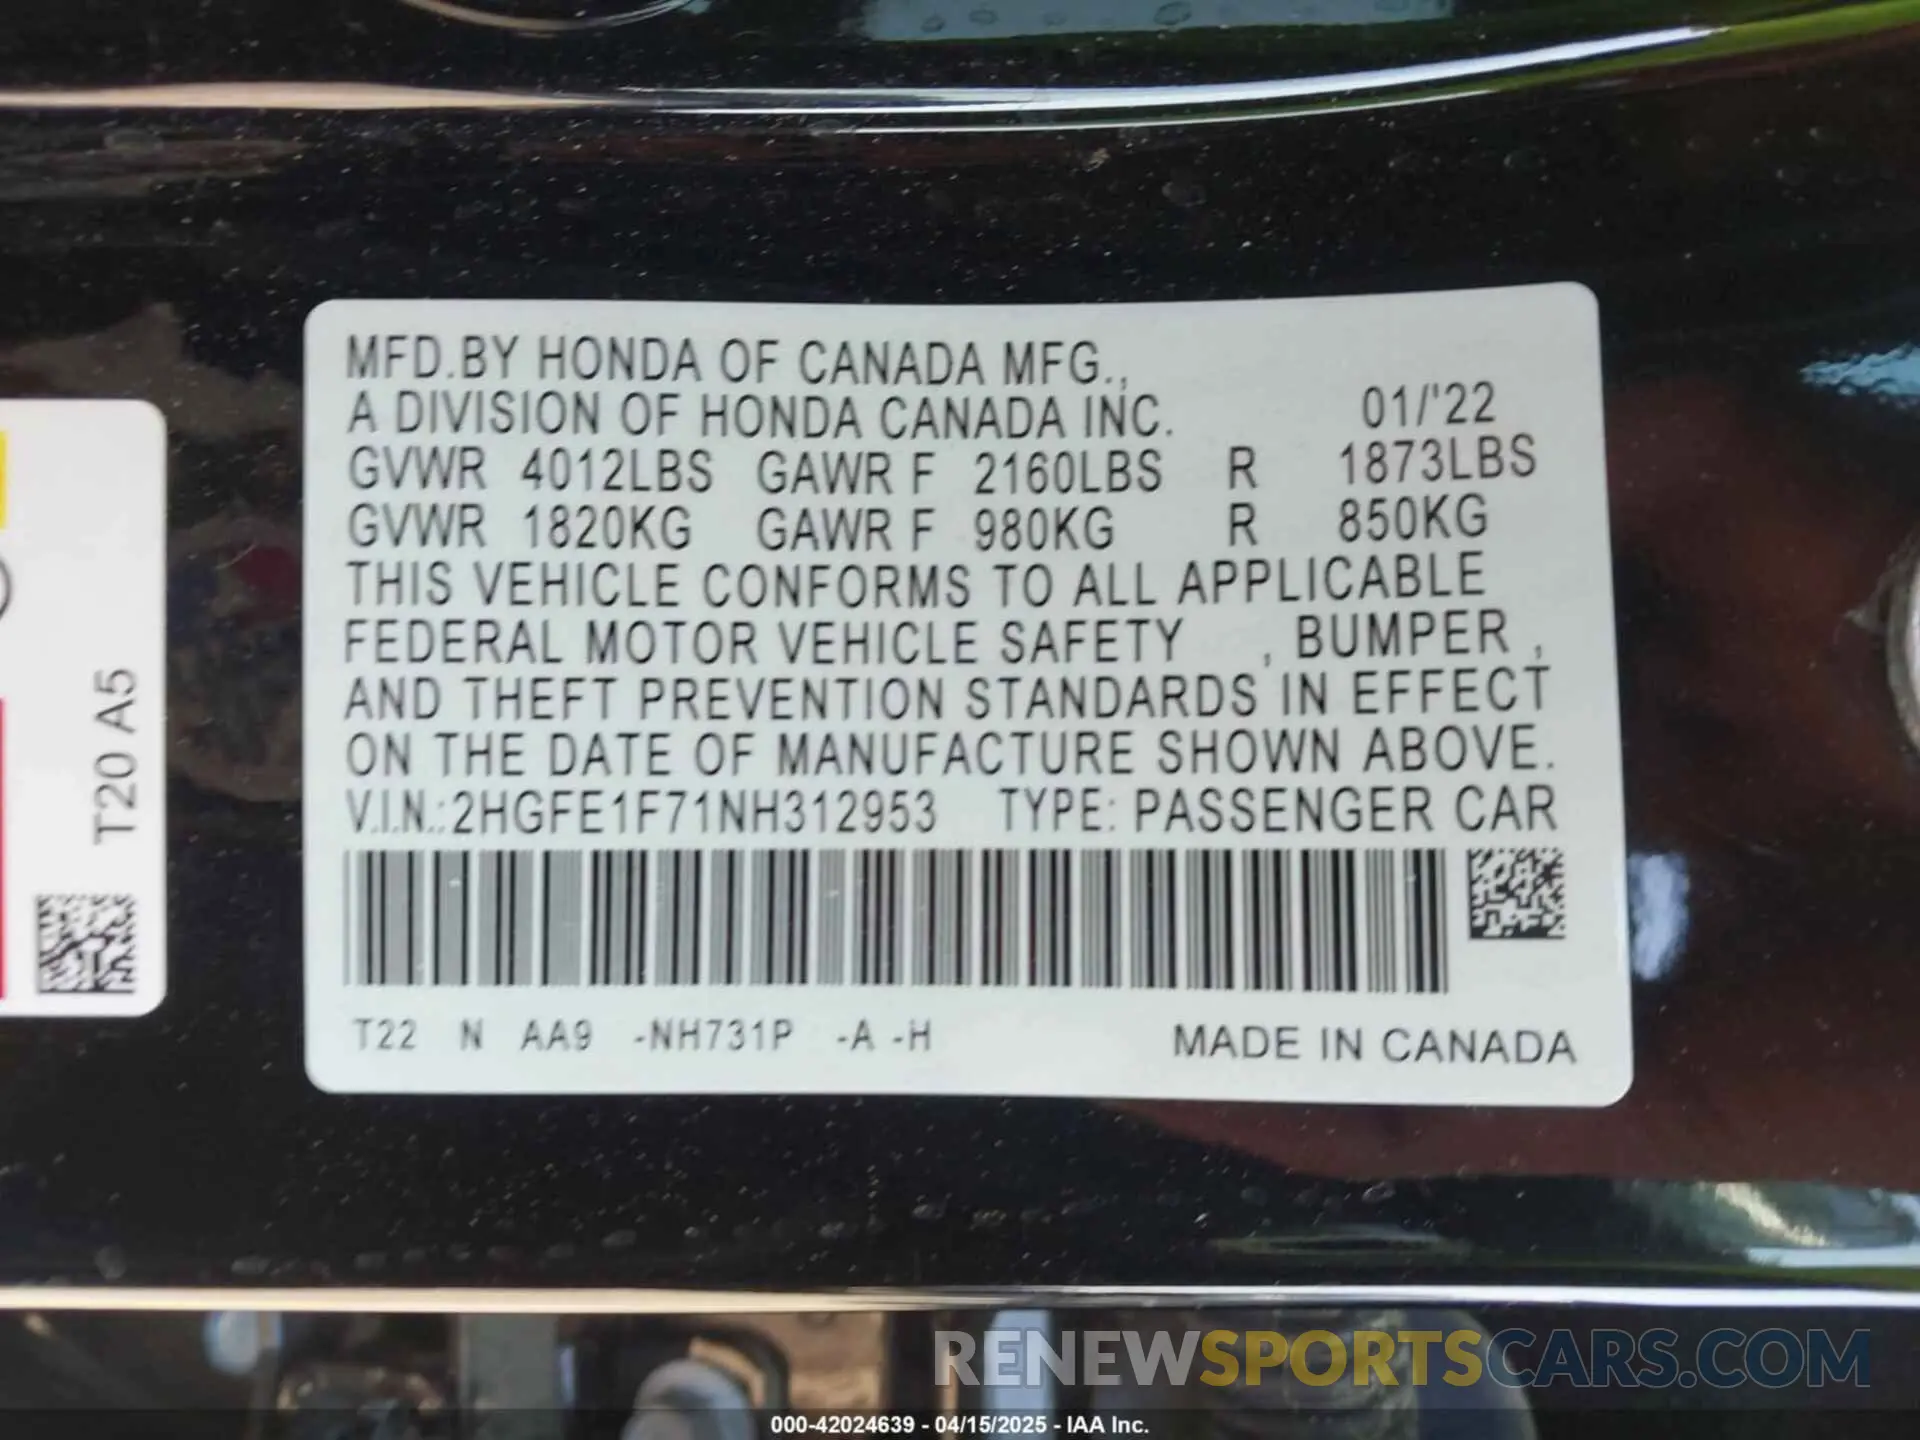 MFD.BY HONDA OF CANADA MFG.,
A DIVISION OF HONDA CANADA INC. 01/'22
GVWR 4012LBS GAWR F 2160LBS R 1873LBS
GVWR 1820KG GAWR F 980KG R 850KG
THIS VEHICLE CONFORMS TO ALL APPLICABLE
FEDERAL MOTOR VEHICLE SAFETY , BUMPER ,
AND THEFT PREVENTION STANDARDS IN EFFECT
ON THE DATE OF MANUFACTURE SHOWN ABOVE.
V.I.N.:2HGFE1F71NH312953 TYPE: PASSENGER CAR
T22 N AA9 -NH731P -A -H MADE IN CANADA
T20 A5
RENEWSPORTSCARS.COM
000-42024639 - 04/15/2025 - IAA Inc.